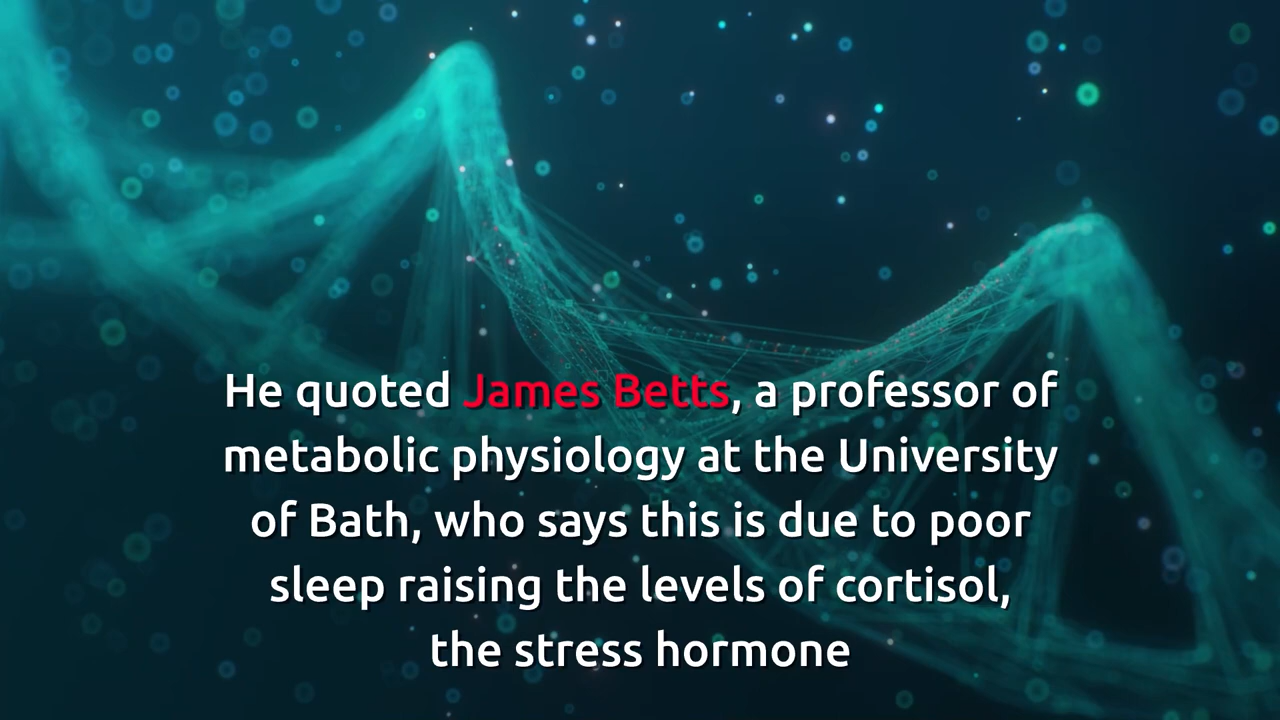 He quoted James Betts, a professor of
metabolic physiology at the University
of Bath, who says this is due to poor
sleep raising the levels of cortisol,
the stress hormone